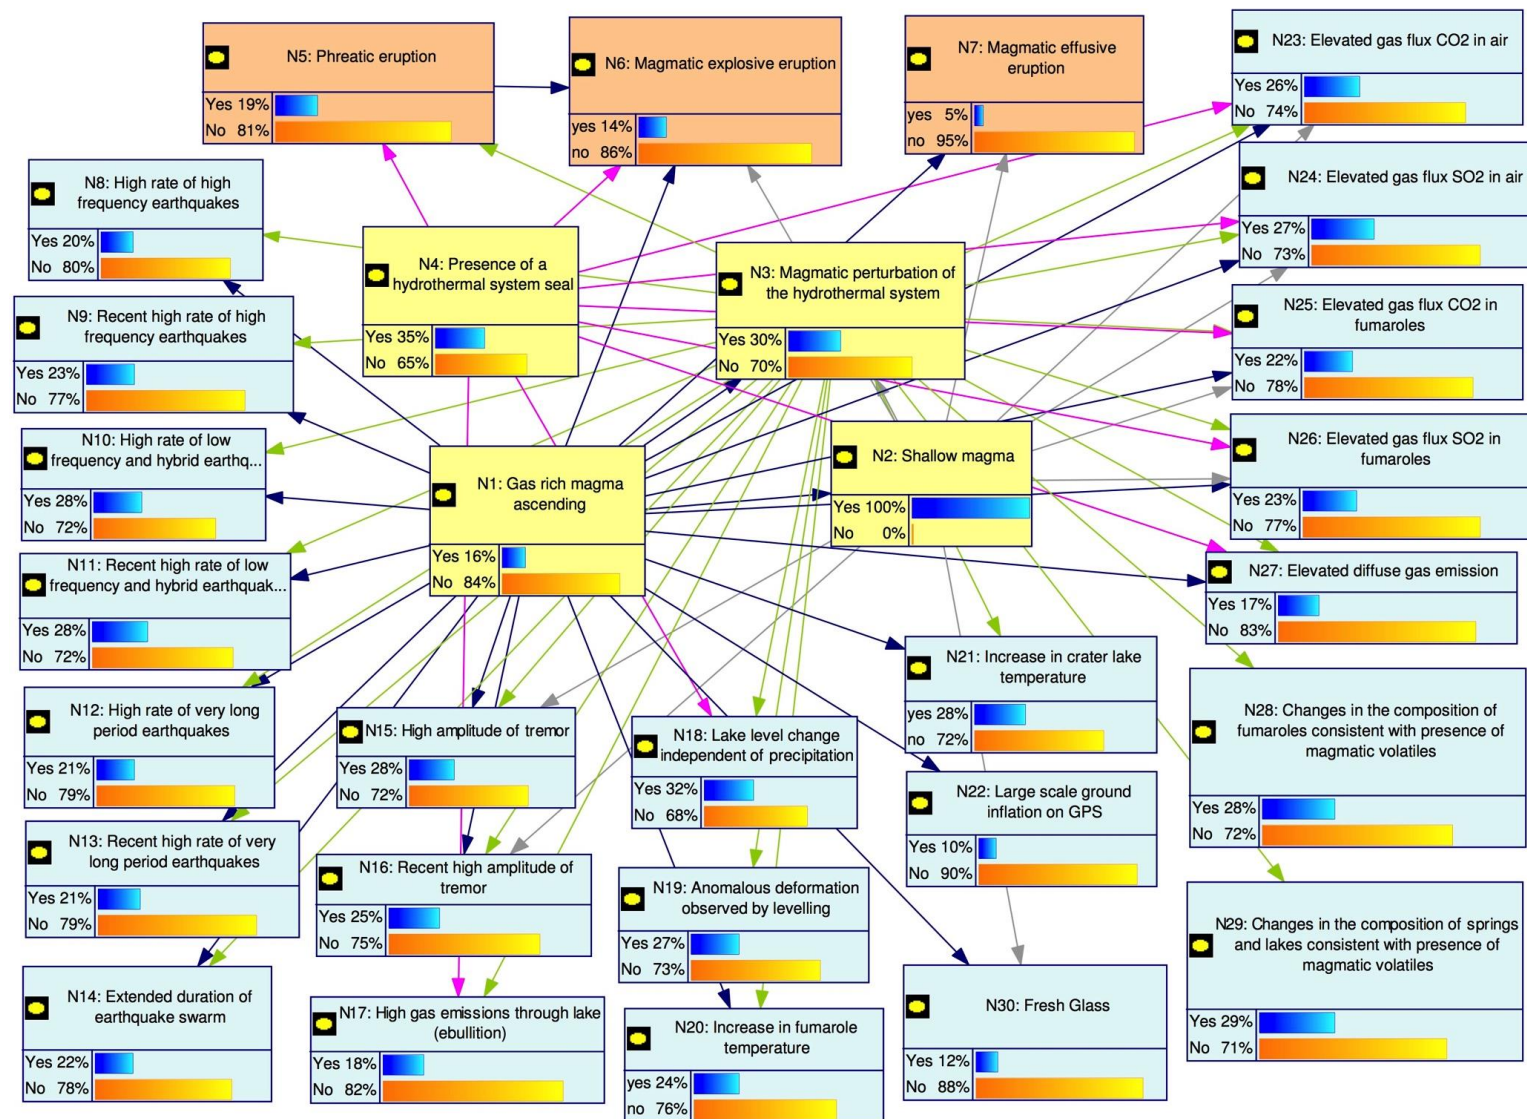 N5: Phreatic eruption
Yes 19%
No 81%
N6: Magmatic explosive eruption
yes 14%
no 86%
N7: Magmatic effusive
eruption
yes 5%
no 95%
N23: Elevated gas flux CO2 in air
Yes 26%
No 74%
N8: High rate of high
frequency earthquakes
Yes 20%
No 80%
N4: Presence of a
hydrothermal system seal
Yes 35%
No 65%
N3: Magmatic perturbation of
the hydrothermal system
Yes 30%
No 70%
N24: Elevated gas flux SO2 in air
Yes 27%
No 73%
N9: Recent high rate of high
frequency earthquakes
Yes 23%
No 77%
N25: Elevated gas flux CO2 in
fumaroles
Yes 22%
No 78%
N10: High rate of low
frequency and hybrid earthq...
Yes 28%
No 72%
N1: Gas rich magma
ascending
Yes 16%
No 84%
N2: Shallow magma
Yes 100%
No 0%
N26: Elevated gas flux SO2 in
fumaroles
Yes 23%
No 77%
N11: Recent high rate of low
frequency and hybrid earthquak...
Yes 28%
No 72%
N27: Elevated diffuse gas emission
Yes 17%
No 83%
N12: High rate of very long
period earthquakes
Yes 21%
No 79%
N15: High amplitude of tremor
Yes 28%
No 72%
N18: Lake level change
independent of precipitation
Yes 32%
No 68%
N21: Increase in crater lake
temperature
yes 28%
no 72%
N28: Changes in the composition of
fumaroles consistent with presence of
magmatic volatiles
Yes 28%
No 72%
N13: Recent high rate of very
long period earthquakes
Yes 21%
No 79%
N16: Recent high amplitude of
tremor
Yes 25%
No 75%
N19: Anomalous deformation
observed by levelling
Yes 27%
No 73%
N22: Large scale ground
inflation on GPS
Yes 10%
No 90%
N29: Changes in the composition of springs
and lakes consistent with presence of
magmatic volatiles
Yes 29%
No 71%
N14: Extended duration of
earthquake swarm
Yes 22%
No 78%
N17: High gas emissions through lake
(ebullition)
Yes 18%
No 82%
N20: Increase in fumarole
temperature
yes 24%
no 76%
N30: Fresh Glass
Yes 12%
No 88%